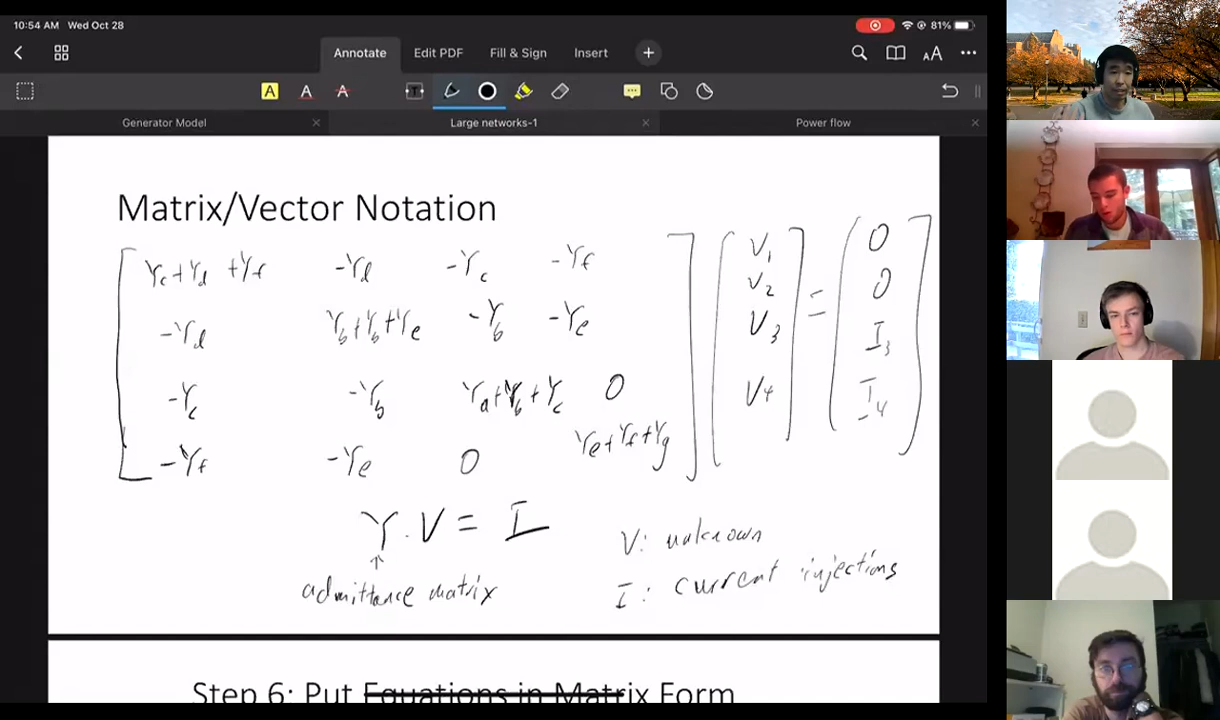 10:54 AM Wed Oct 28
81%
Annotate Edit PDF Fill & Sign Insert +
AA
A A A T
Generator Model × Large networks-1 × Power flow ×
Matrix/Vector Notation
Yc+Yd +Yf -Yd -Yc -Yf V1 0
-Yd Yb+Yb+Ye -Yb -Ye V2 0
-Yc -Yb Ya+Yb+Yc 0 V3 = I3
-Yf -Ye 0 Ye+Yf+Yg V4 I4
Y . V = I
V: unknown
↑
admittance matrix
I: current injections
Step 6: Put Equations in Matrix Form